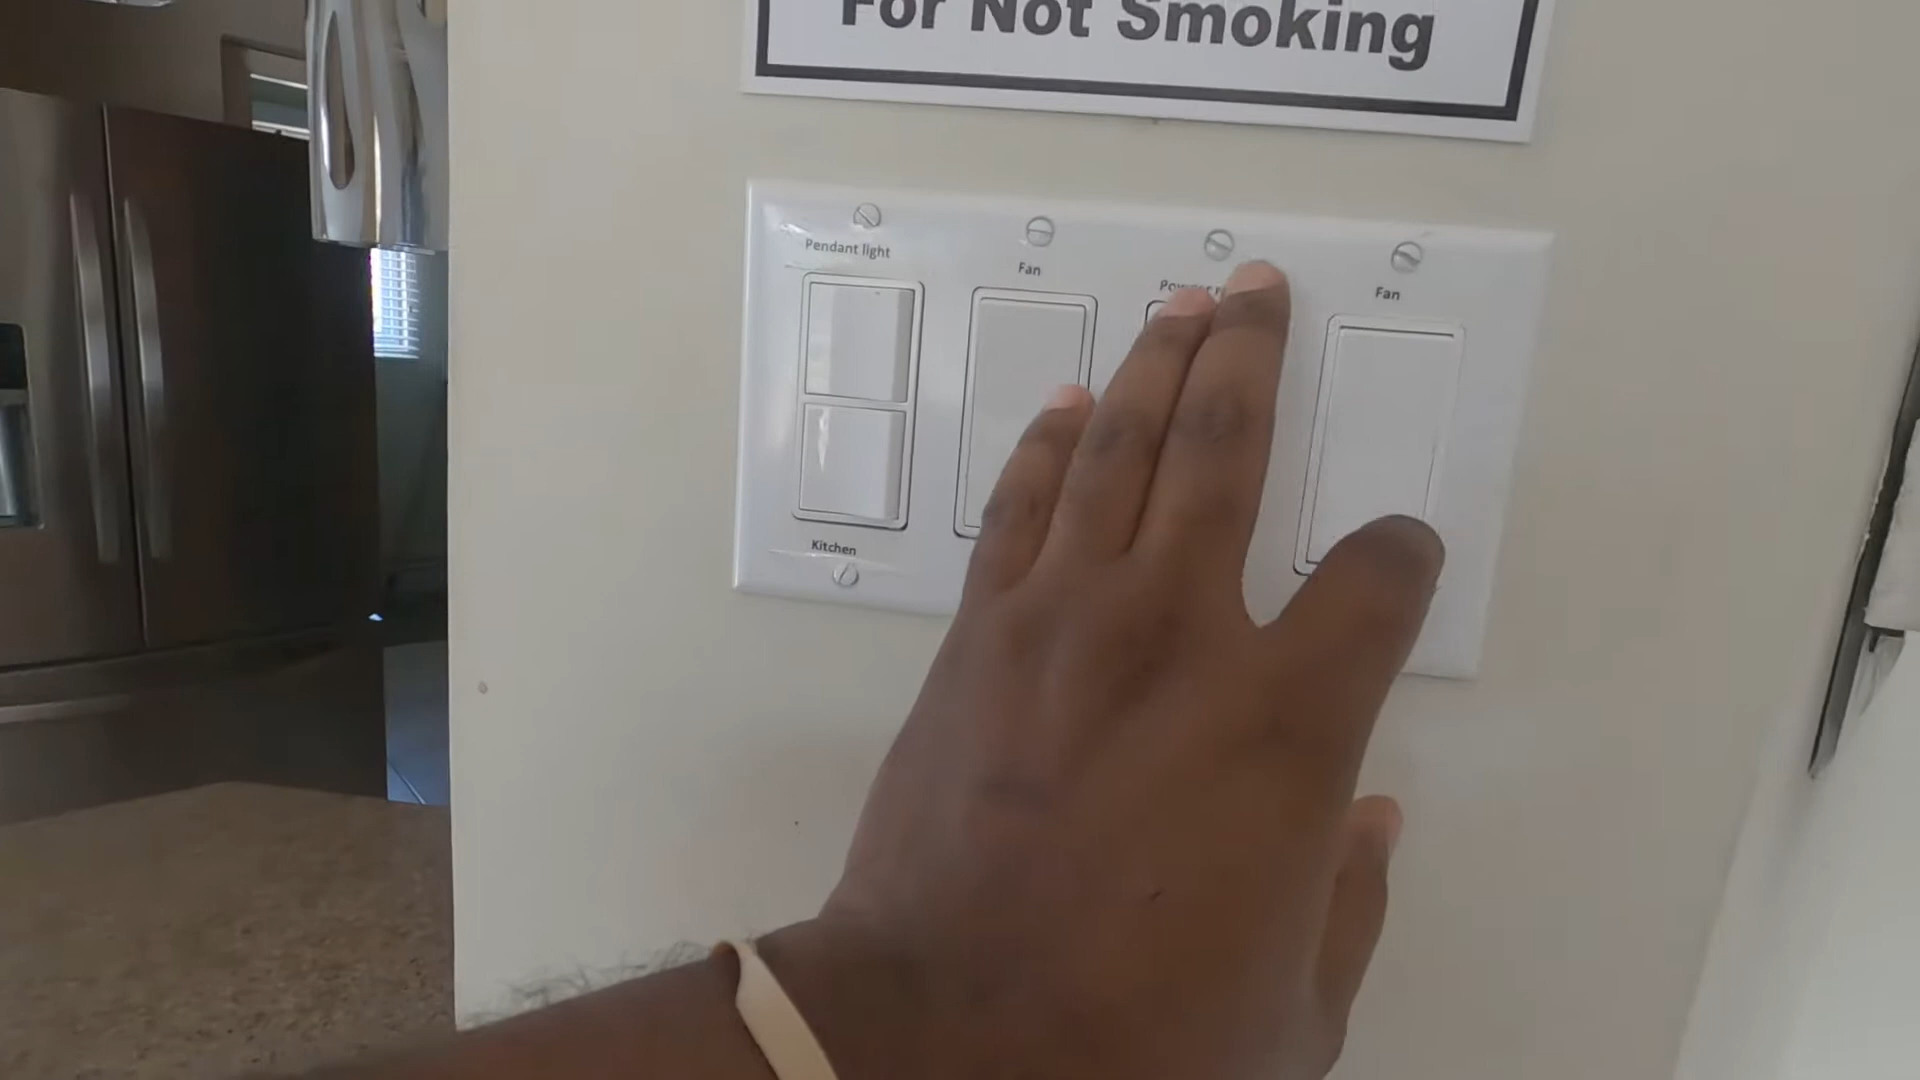 For Not Smoking
Pendant light
Fan
Fan
Kitchen